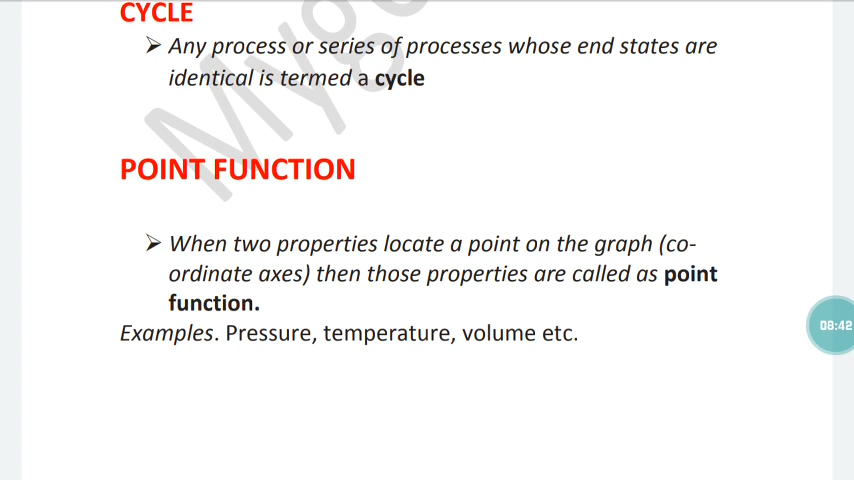 CYCLE
➢ Any process or series of processes whose end states are
identical is termed a cycle
POINT FUNCTION
➢ When two properties locate a point on the graph (co-
ordinate axes) then those properties are called as point
function.
Examples. Pressure, temperature, volume etc.
08:42